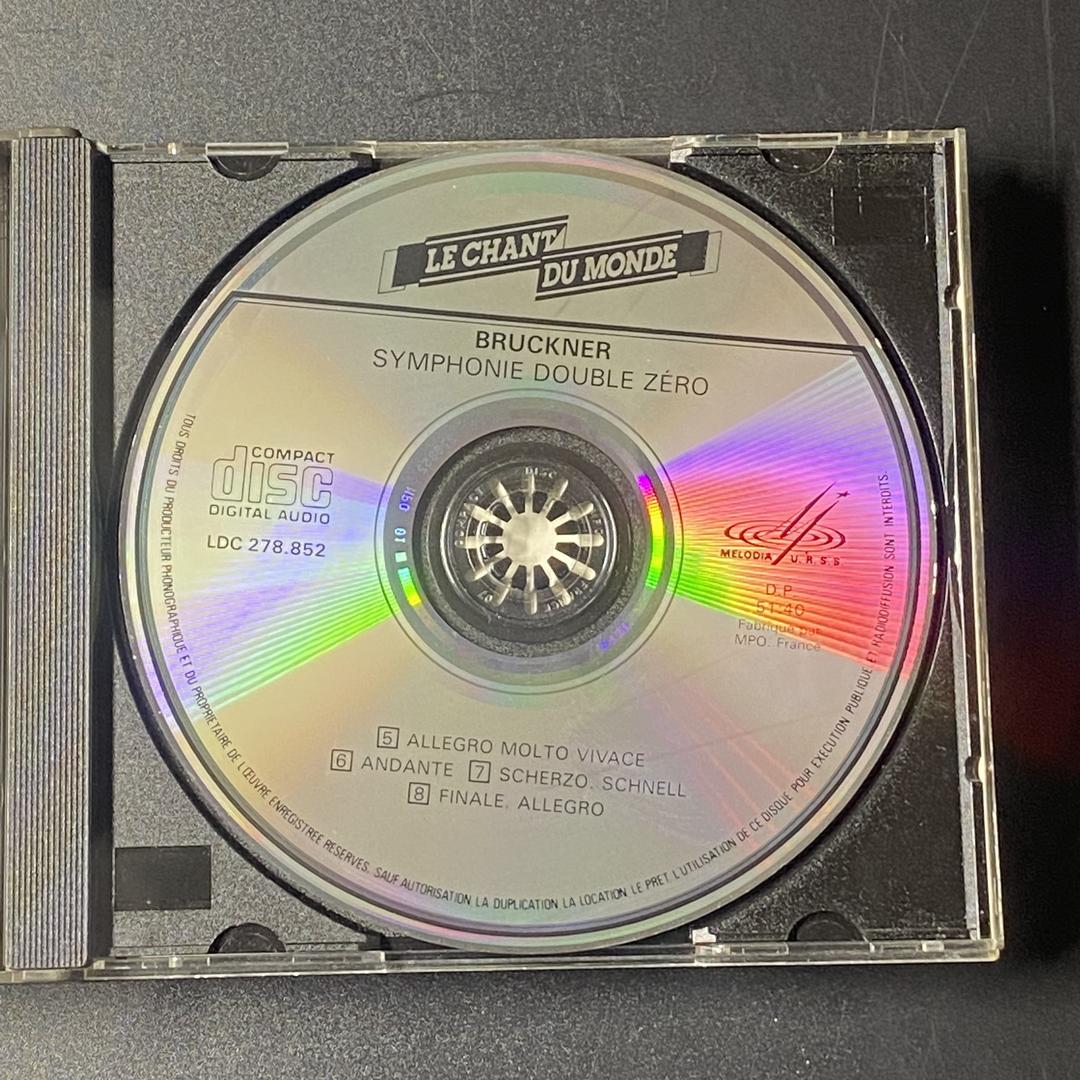 LE CHANT
DU MONDE
BRUCKNER
SYMPHONIE DOUBLE ZÉRO
COMPACT
disc
DIGITAL AUDIO
LDC 278.852
MELODIA U.R.S.S
D.P.
51.40
Fabriqué par
MPO. France
5 ALLEGRO MOLTO VIVACE
6 ANDANTE 7 SCHERZO. SCHNELL
8 FINALE. ALLEGRO
TOUS DROITS DU PRODUCTEUR PHONOGRAPHIQUE ET DU PROPRIETAIRE DE L'ŒUVRE ENREGISTREE RESERVES. SAUF AUTORISATION LA DUPLICATION LA LOCATION LE PRET L'UTILISATION DE CE DISQUE POUR EXECUTION PUBLIQUE ET RADIODIFFUSION SONT INTERDITS.